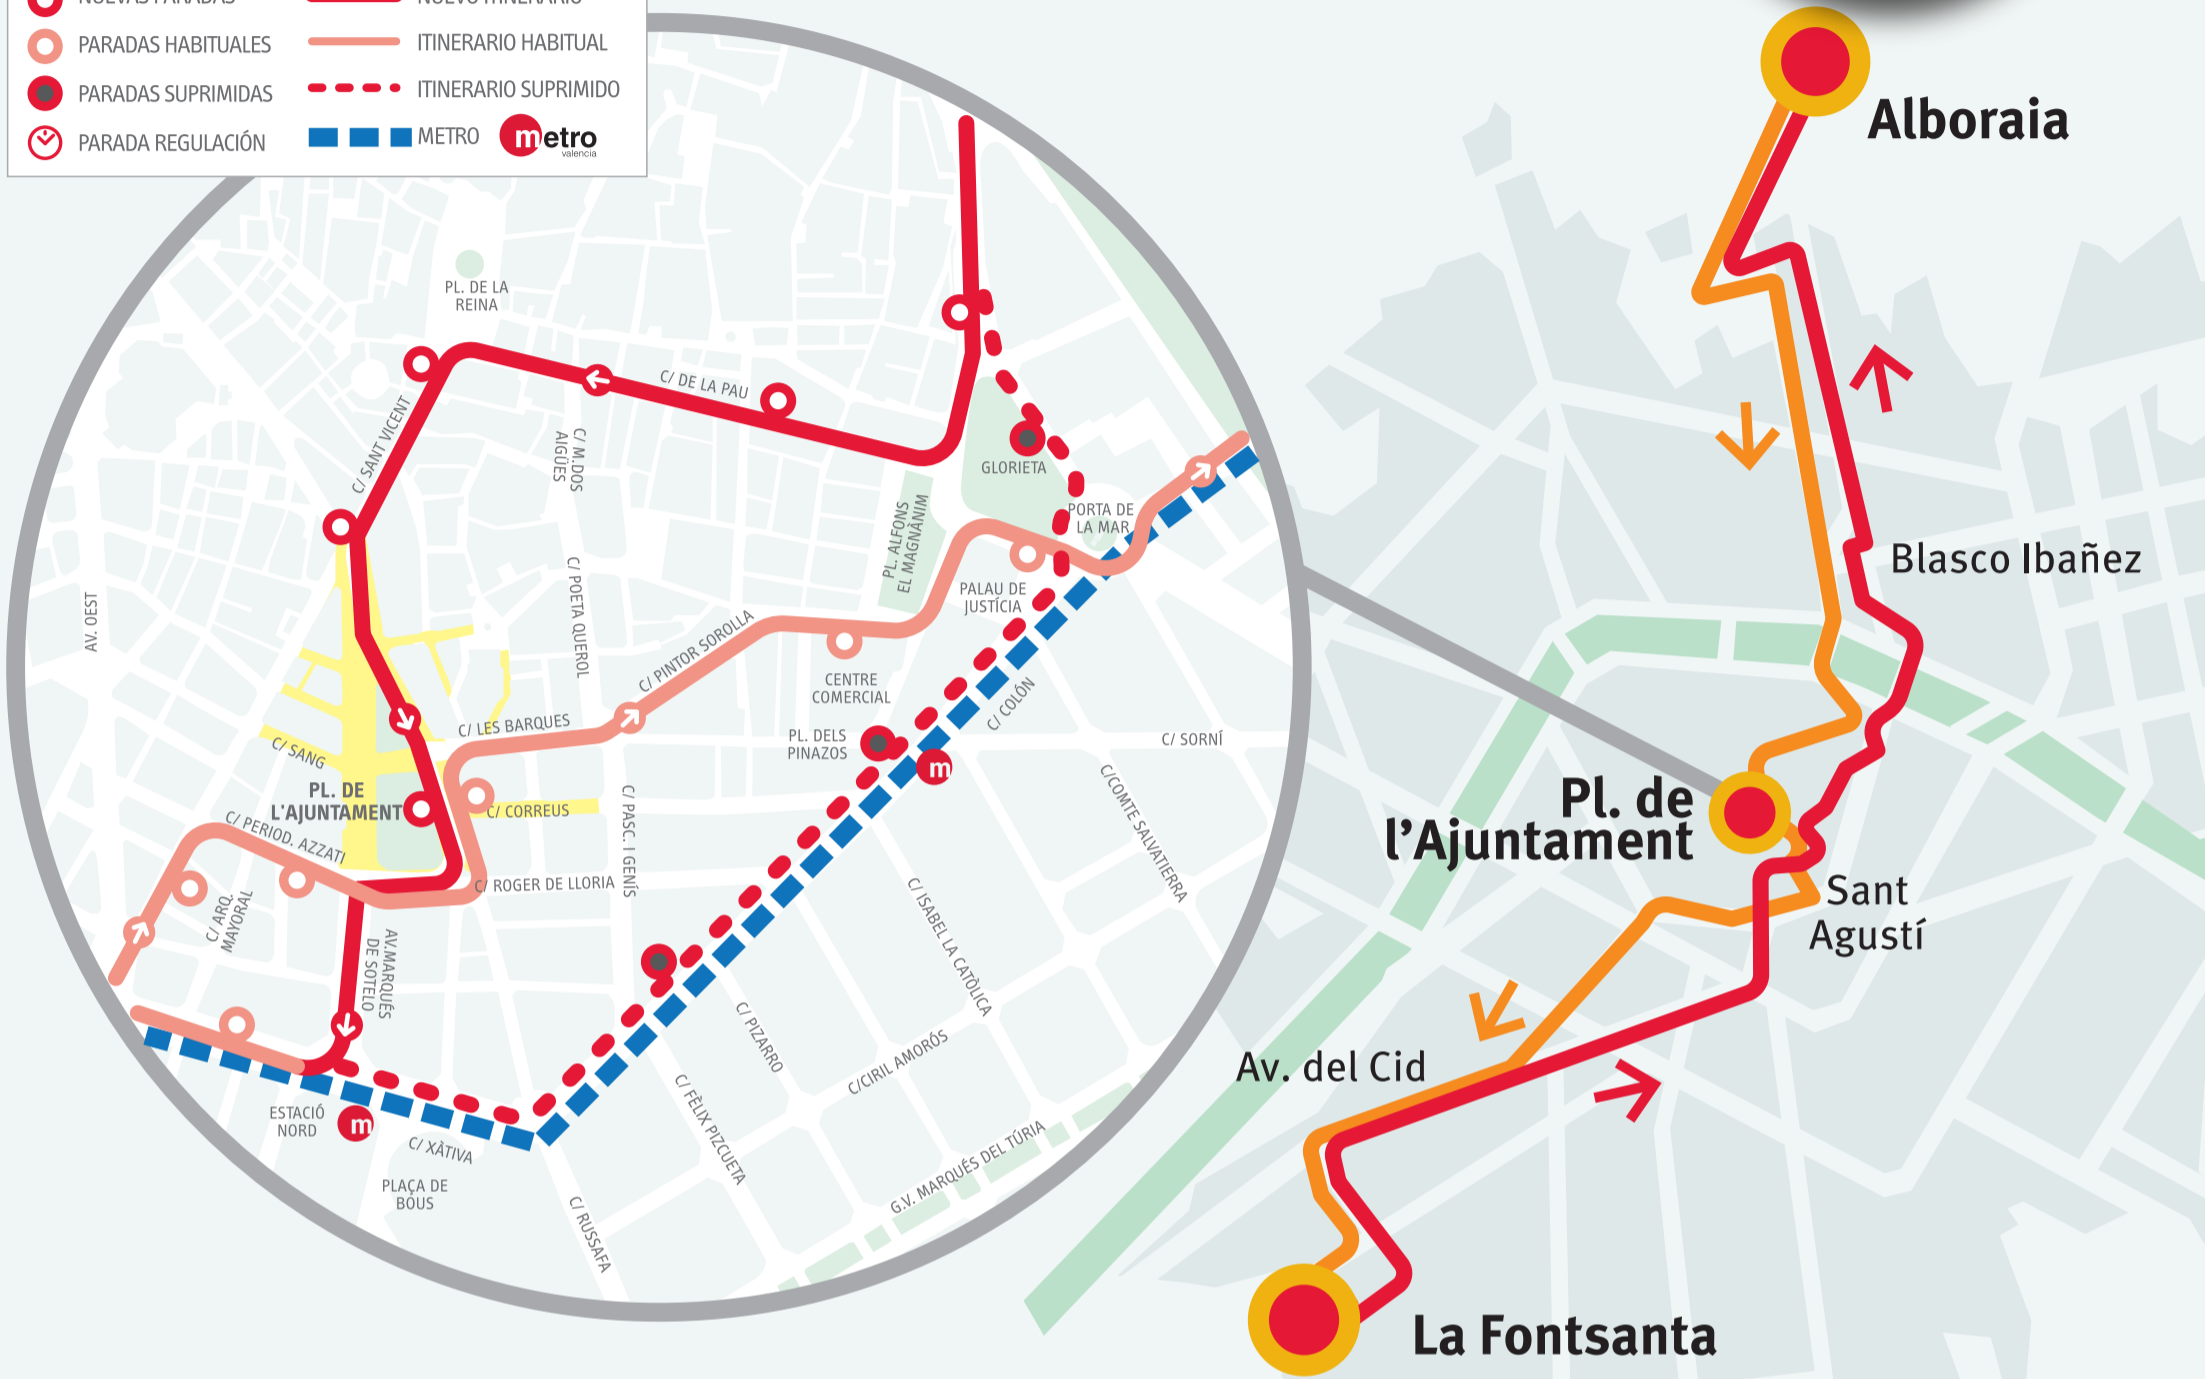 NUEVAS PARADAS
NUEVO ITINERARIO
PARADAS HABITUALES
ITINERARIO HABITUAL
PARADAS SUPRIMIDAS
ITINERARIO SUPRIMIDO
PARADA REGULACIÓN
METRO
metro
valencia
Alboraia
PL. DE LA
REINA
C/ DE LA PAU
C/ SANT VICENT
C/ M.DOS
AIGÜES
GLORIETA
PL. ALFONS
EL MAGNÀNIM
PORTA DE
LA MAR
Blasco Ibañez
AV. OEST
C/ POETA QUEROL
PALAU DE
JUSTÍCIA
C/ PINTOR SOROLLA
CENTRE
COMERCIAL
C/ COLÓN
C/ LES BARQUES
PL. DELS
PINAZOS
C/ SORNÍ
C/ SANG
m
PL. DE
L'AJUNTAMENT
C/ CORREUS
C/ PERIOD. AZZATI
C/ PASC. I GENÍS
C/COMTE SALVATIERRA
Pl. de
l'Ajuntament
C/ ROGER DE LLORIA
C/ ARQ.
MAYORAL
C/ ISABEL LA CATÒLICA
Sant
Agustí
AV.MARQUÉS
DE SOTELO
C/ PIZARRO
C/CIRIL AMORÓS
Av. del Cid
ESTACIÓ
NORD
m
C/ XÀTIVA
C/ FÈLIX PIZCUETA
G.V. MARQUÉS DEL TÚRIA
PLAÇA DE
BOUS
C/ RUSSAFA
La Fontsanta